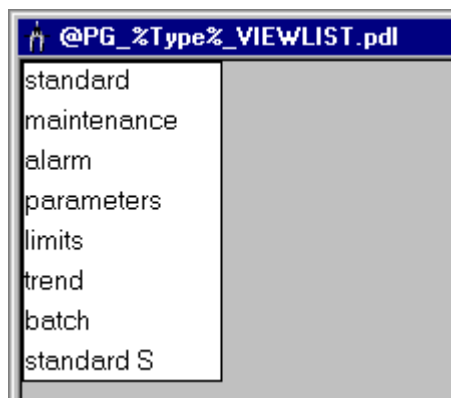 @PG_%Type%_VIEWLIST.pdl
standard
maintenance
alarm
parameters
limits
trend
batch
standard S